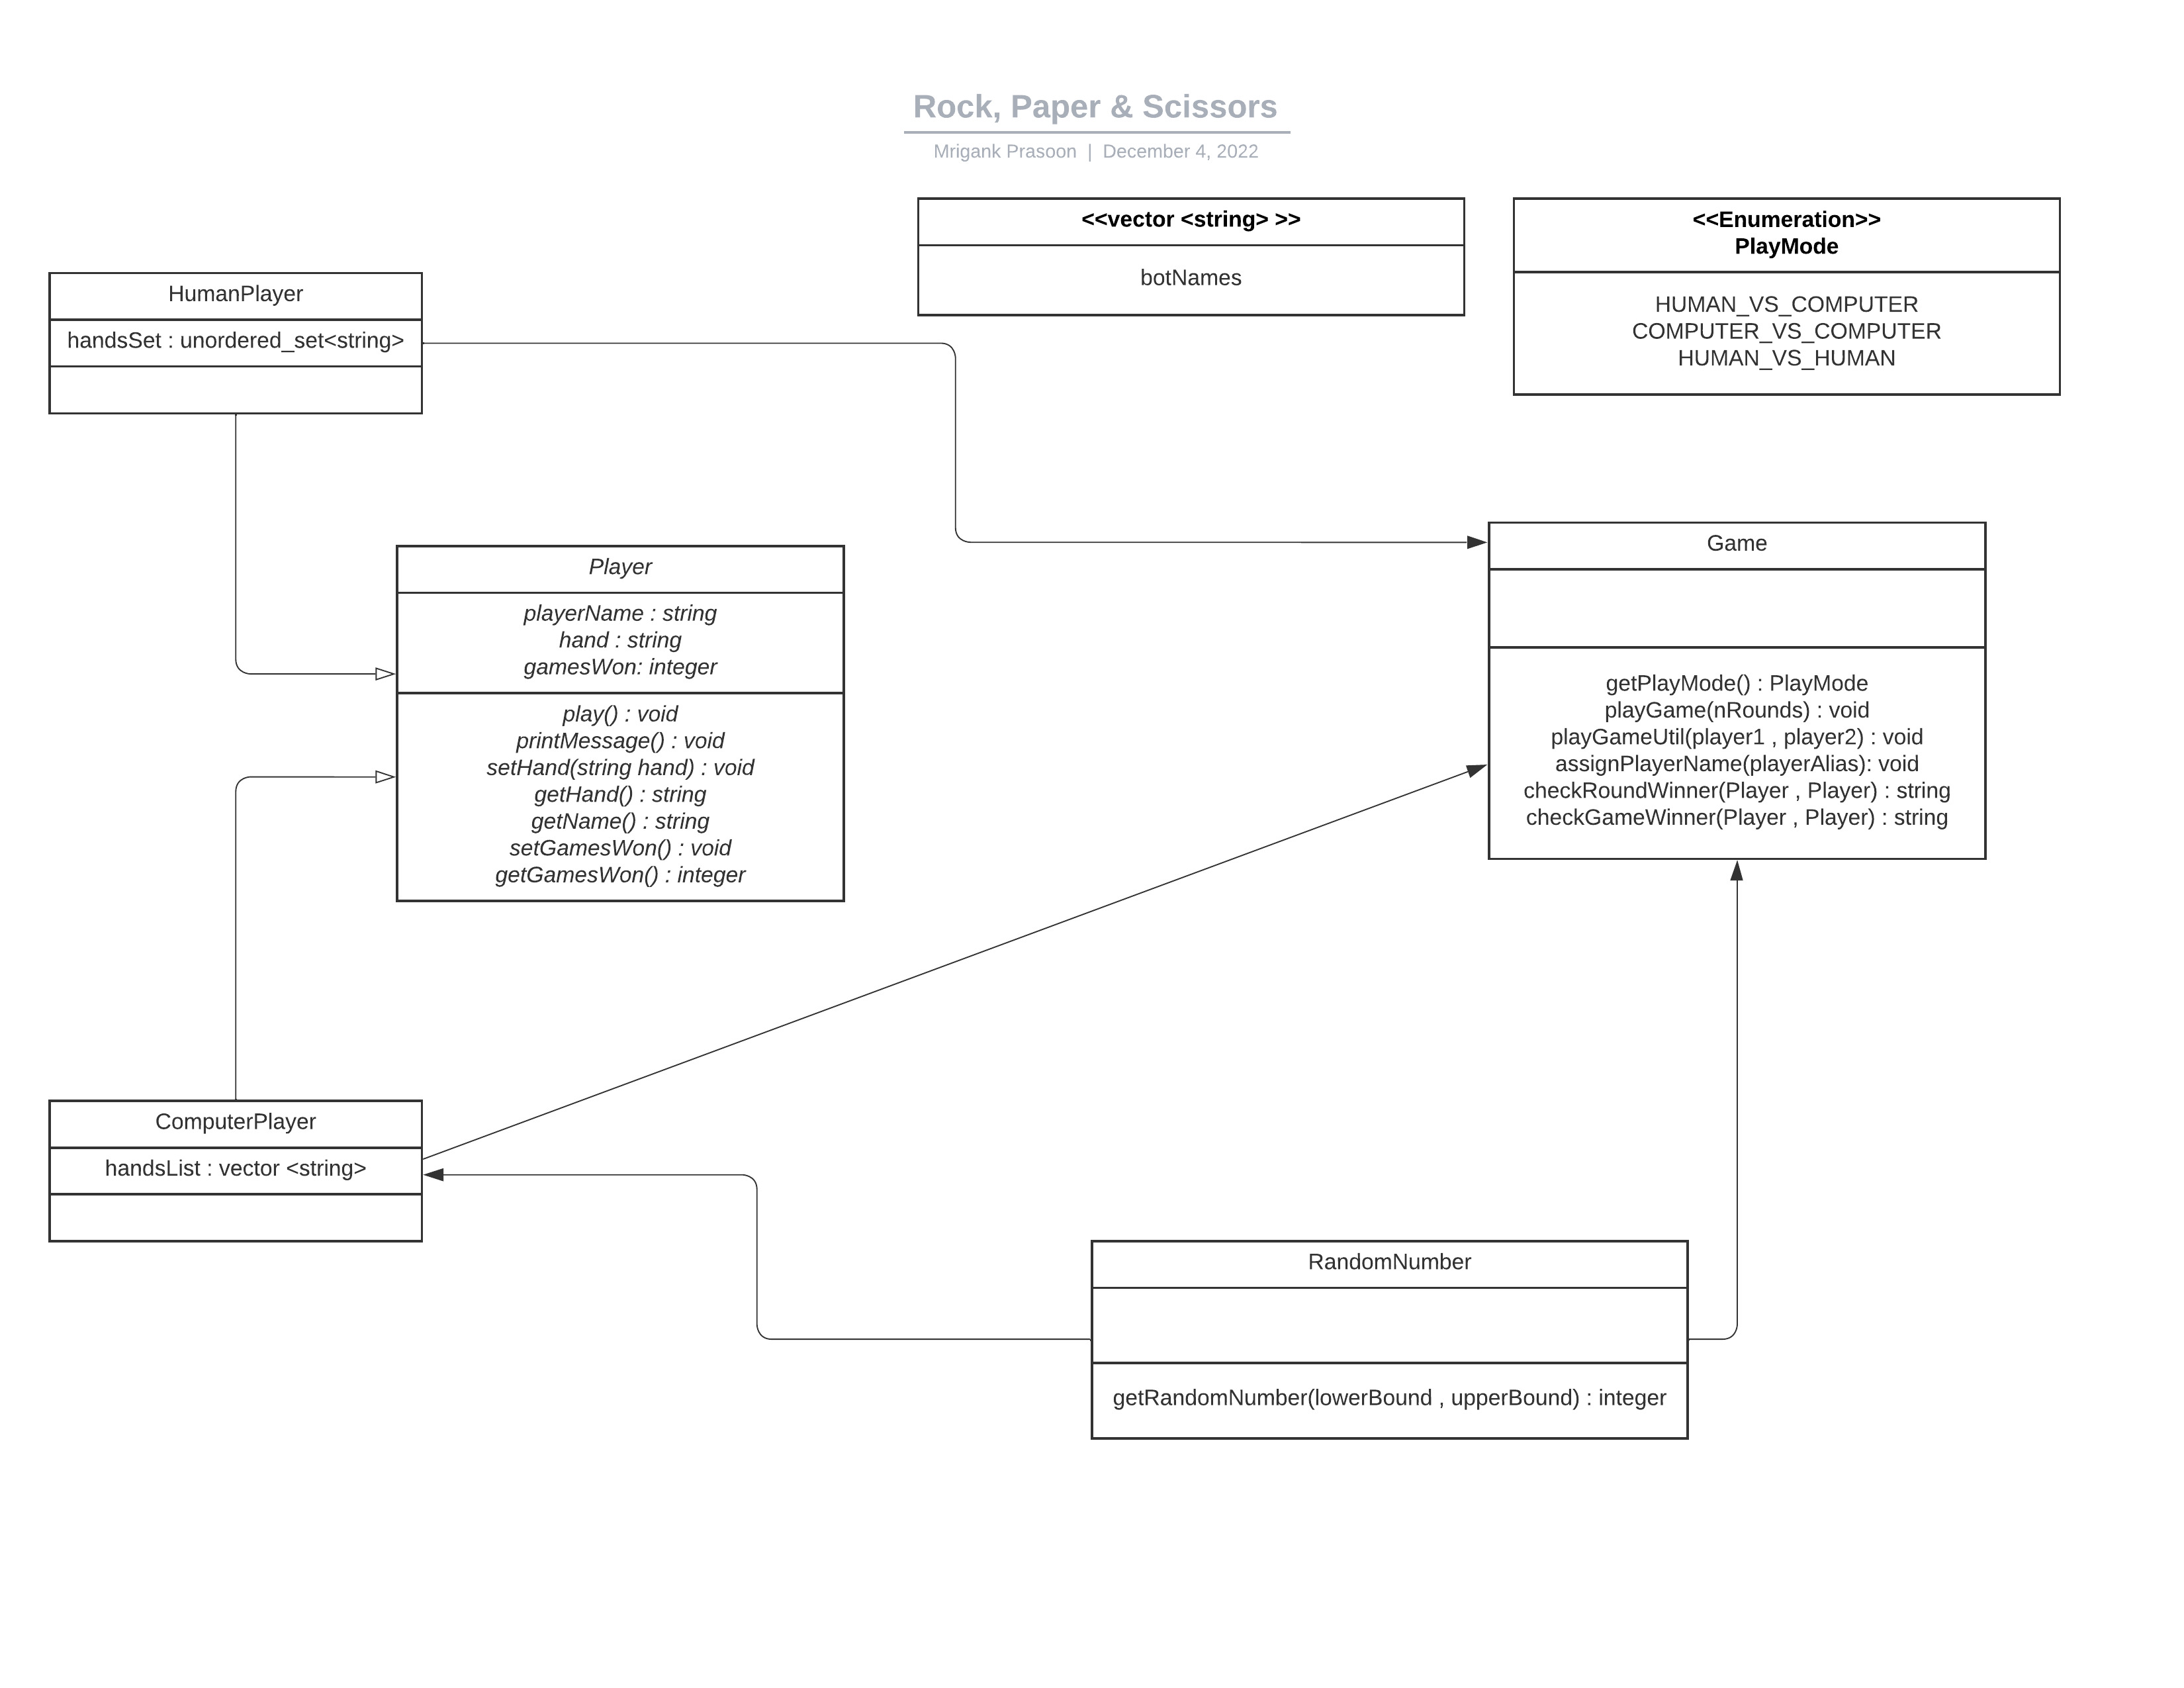 Rock, Paper & Scissors
Mrigank Prasoon | December 4, 2022
<<vector <string> >>
botNames
<<Enumeration>>
PlayMode
HUMAN_VS_COMPUTER
COMPUTER_VS_COMPUTER
HUMAN_VS_HUMAN
HumanPlayer
handsSet : unordered_set<string>
Player
playerName : string
hand : string
gamesWon: integer
play() : void
printMessage() : void
setHand(string hand) : void
getHand() : string
getName() : string
setGamesWon() : void
getGamesWon() : integer
Game
getPlayMode() : PlayMode
playGame(nRounds) : void
playGameUtil(player1 , player2) : void
assignPlayerName(playerAlias): void
checkRoundWinner(Player , Player) : string
checkGameWinner(Player , Player) : string
ComputerPlayer
handsList : vector <string>
RandomNumber
getRandomNumber(lowerBound , upperBound) : integer